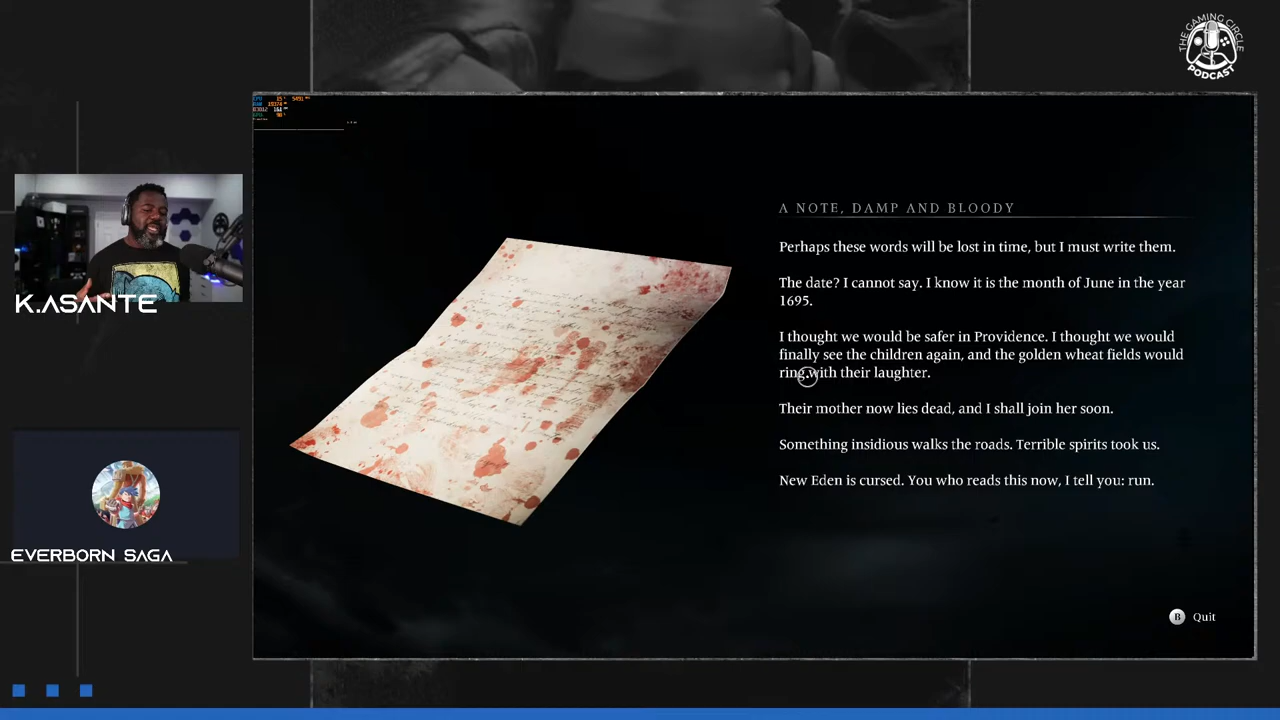 THE GAMING CIRCLE
PODCAST
A NOTE, DAMP AND BLOODY
Perhaps these words will be lost in time, but I must write them.
The date? I cannot say. I know it is the month of June in the year
1695.
I thought we would be safer in Providence. I thought we would
finally see the children again, and the golden wheat fields would
ring with their laughter.
Their mother now lies dead, and I shall join her soon.
Something insidious walks the roads. Terrible spirits took us.
New Eden is cursed. You who reads this now, I tell you: run.
B Quit
K.ASANTE
EVERBORN SAGA